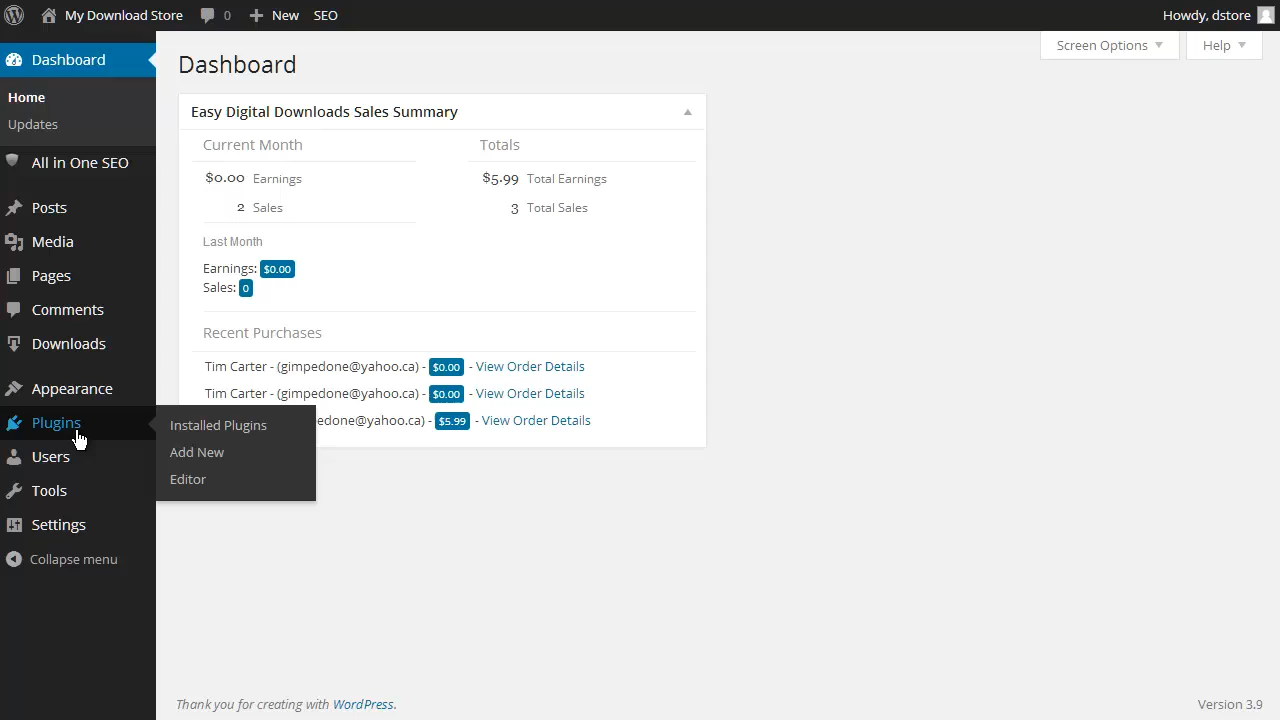 My Download Store 0 New SEO Howdy, dstore
Screen Options Help
Dashboard
Home
Updates
All in One SEO
Posts
Media
Pages
Comments
Downloads
Appearance
Plugins
Users
Tools
Settings
Collapse menu
Installed Plugins
Add New
Editor
Dashboard
Easy Digital Downloads Sales Summary
Current Month
$0.00 Earnings
2 Sales
Totals
$5.99 Total Earnings
3 Total Sales
Last Month
Earnings: $0.00
Sales: 0
Recent Purchases
Tim Carter - (gimpedone@yahoo.ca) - $0.00 - View Order Details
Tim Carter - (gimpedone@yahoo.ca) - $0.00 - View Order Details
edone@yahoo.ca) - $5.99 - View Order Details
Thank you for creating with WordPress.
Version 3.9